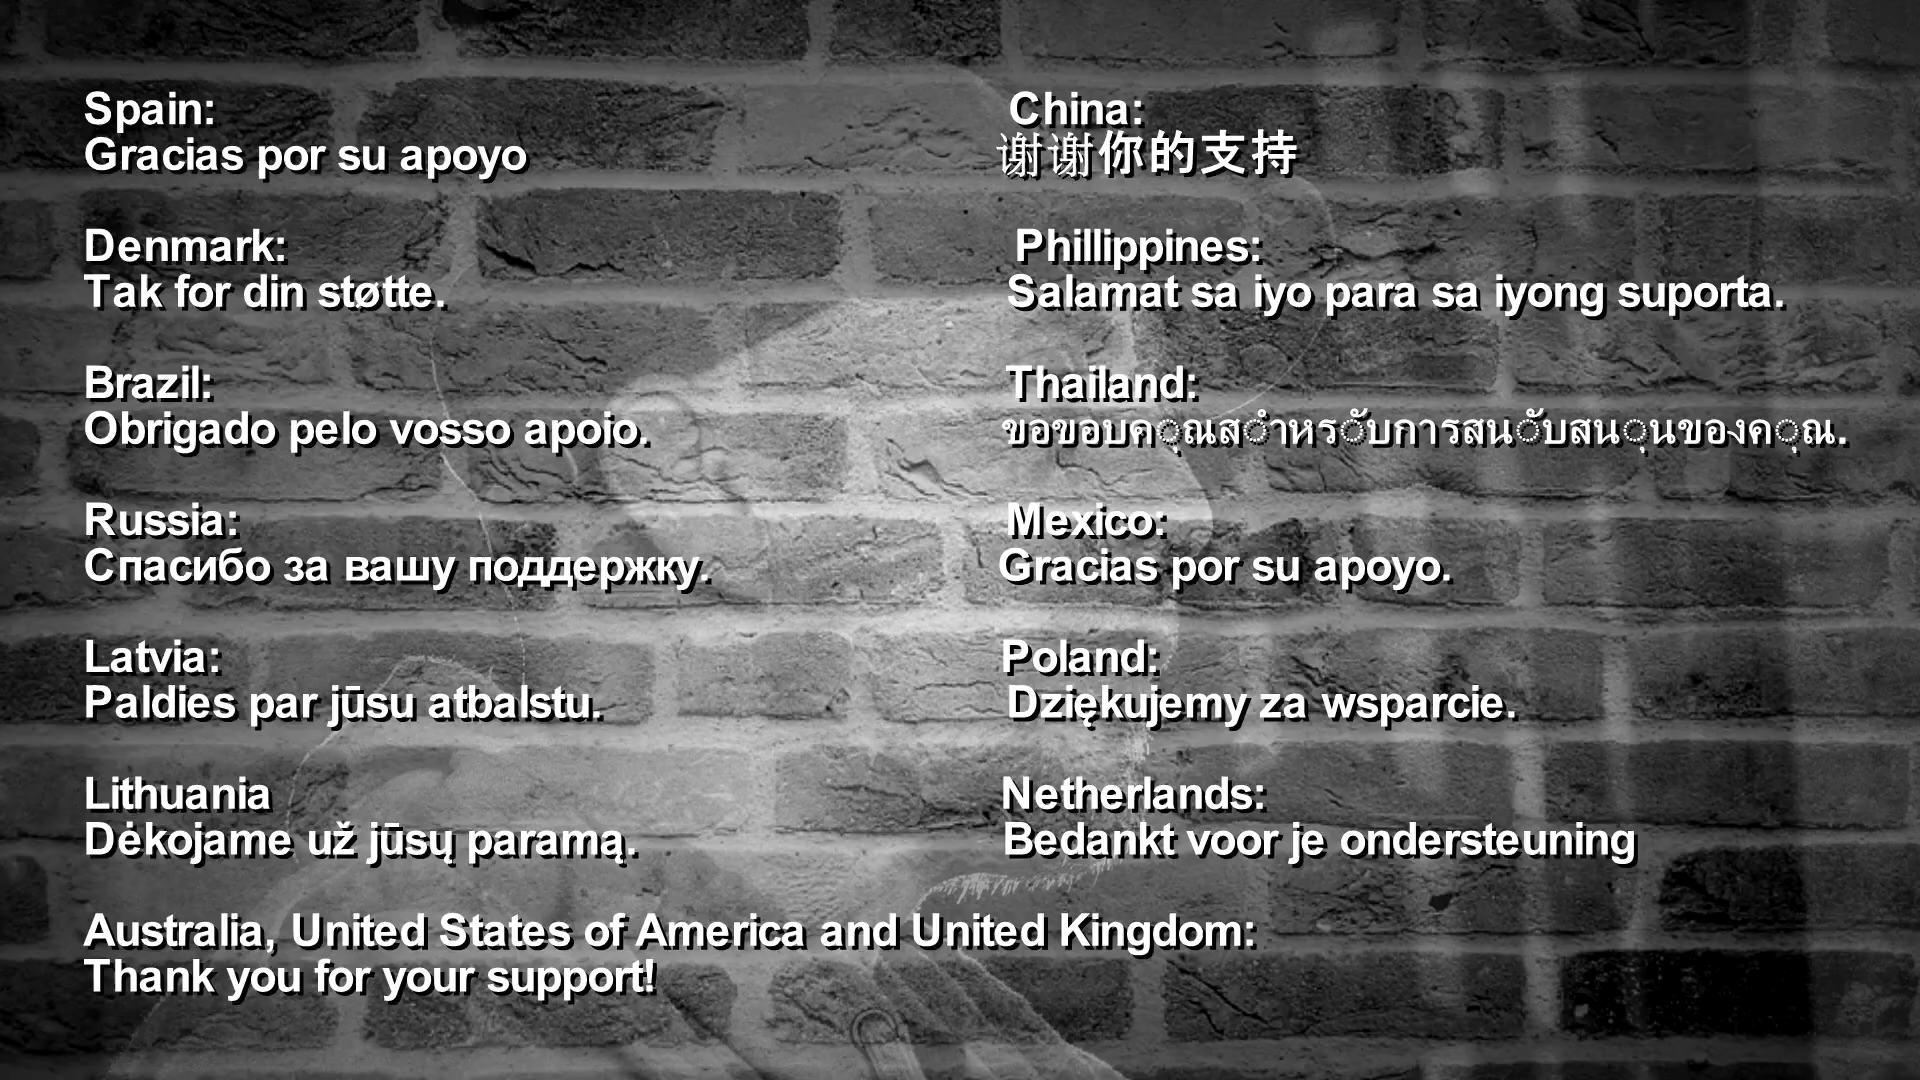 Spain:
Gracias por su apoyo
Denmark:
Tak for din støtte.
Brazil:
Obrigado pelo vosso apoio.
Russia:
Спасибо за вашу поддержку.
Latvia:
Paldies par jūsu atbalstu.
Lithuania
Dėkojame už jūsų paramą.
China:
谢谢你的支持
Phillippines:
Salamat sa iyo para sa iyong suporta.
Thailand:
ขอขอบคุณสำหรับการสนับสนุนของคุณ.
Mexico:
Gracias por su apoyo.
Poland:
Dziękujemy za wsparcie.
Netherlands:
Bedankt voor je ondersteuning
Australia, United States of America and United Kingdom:
Thank you for your support!